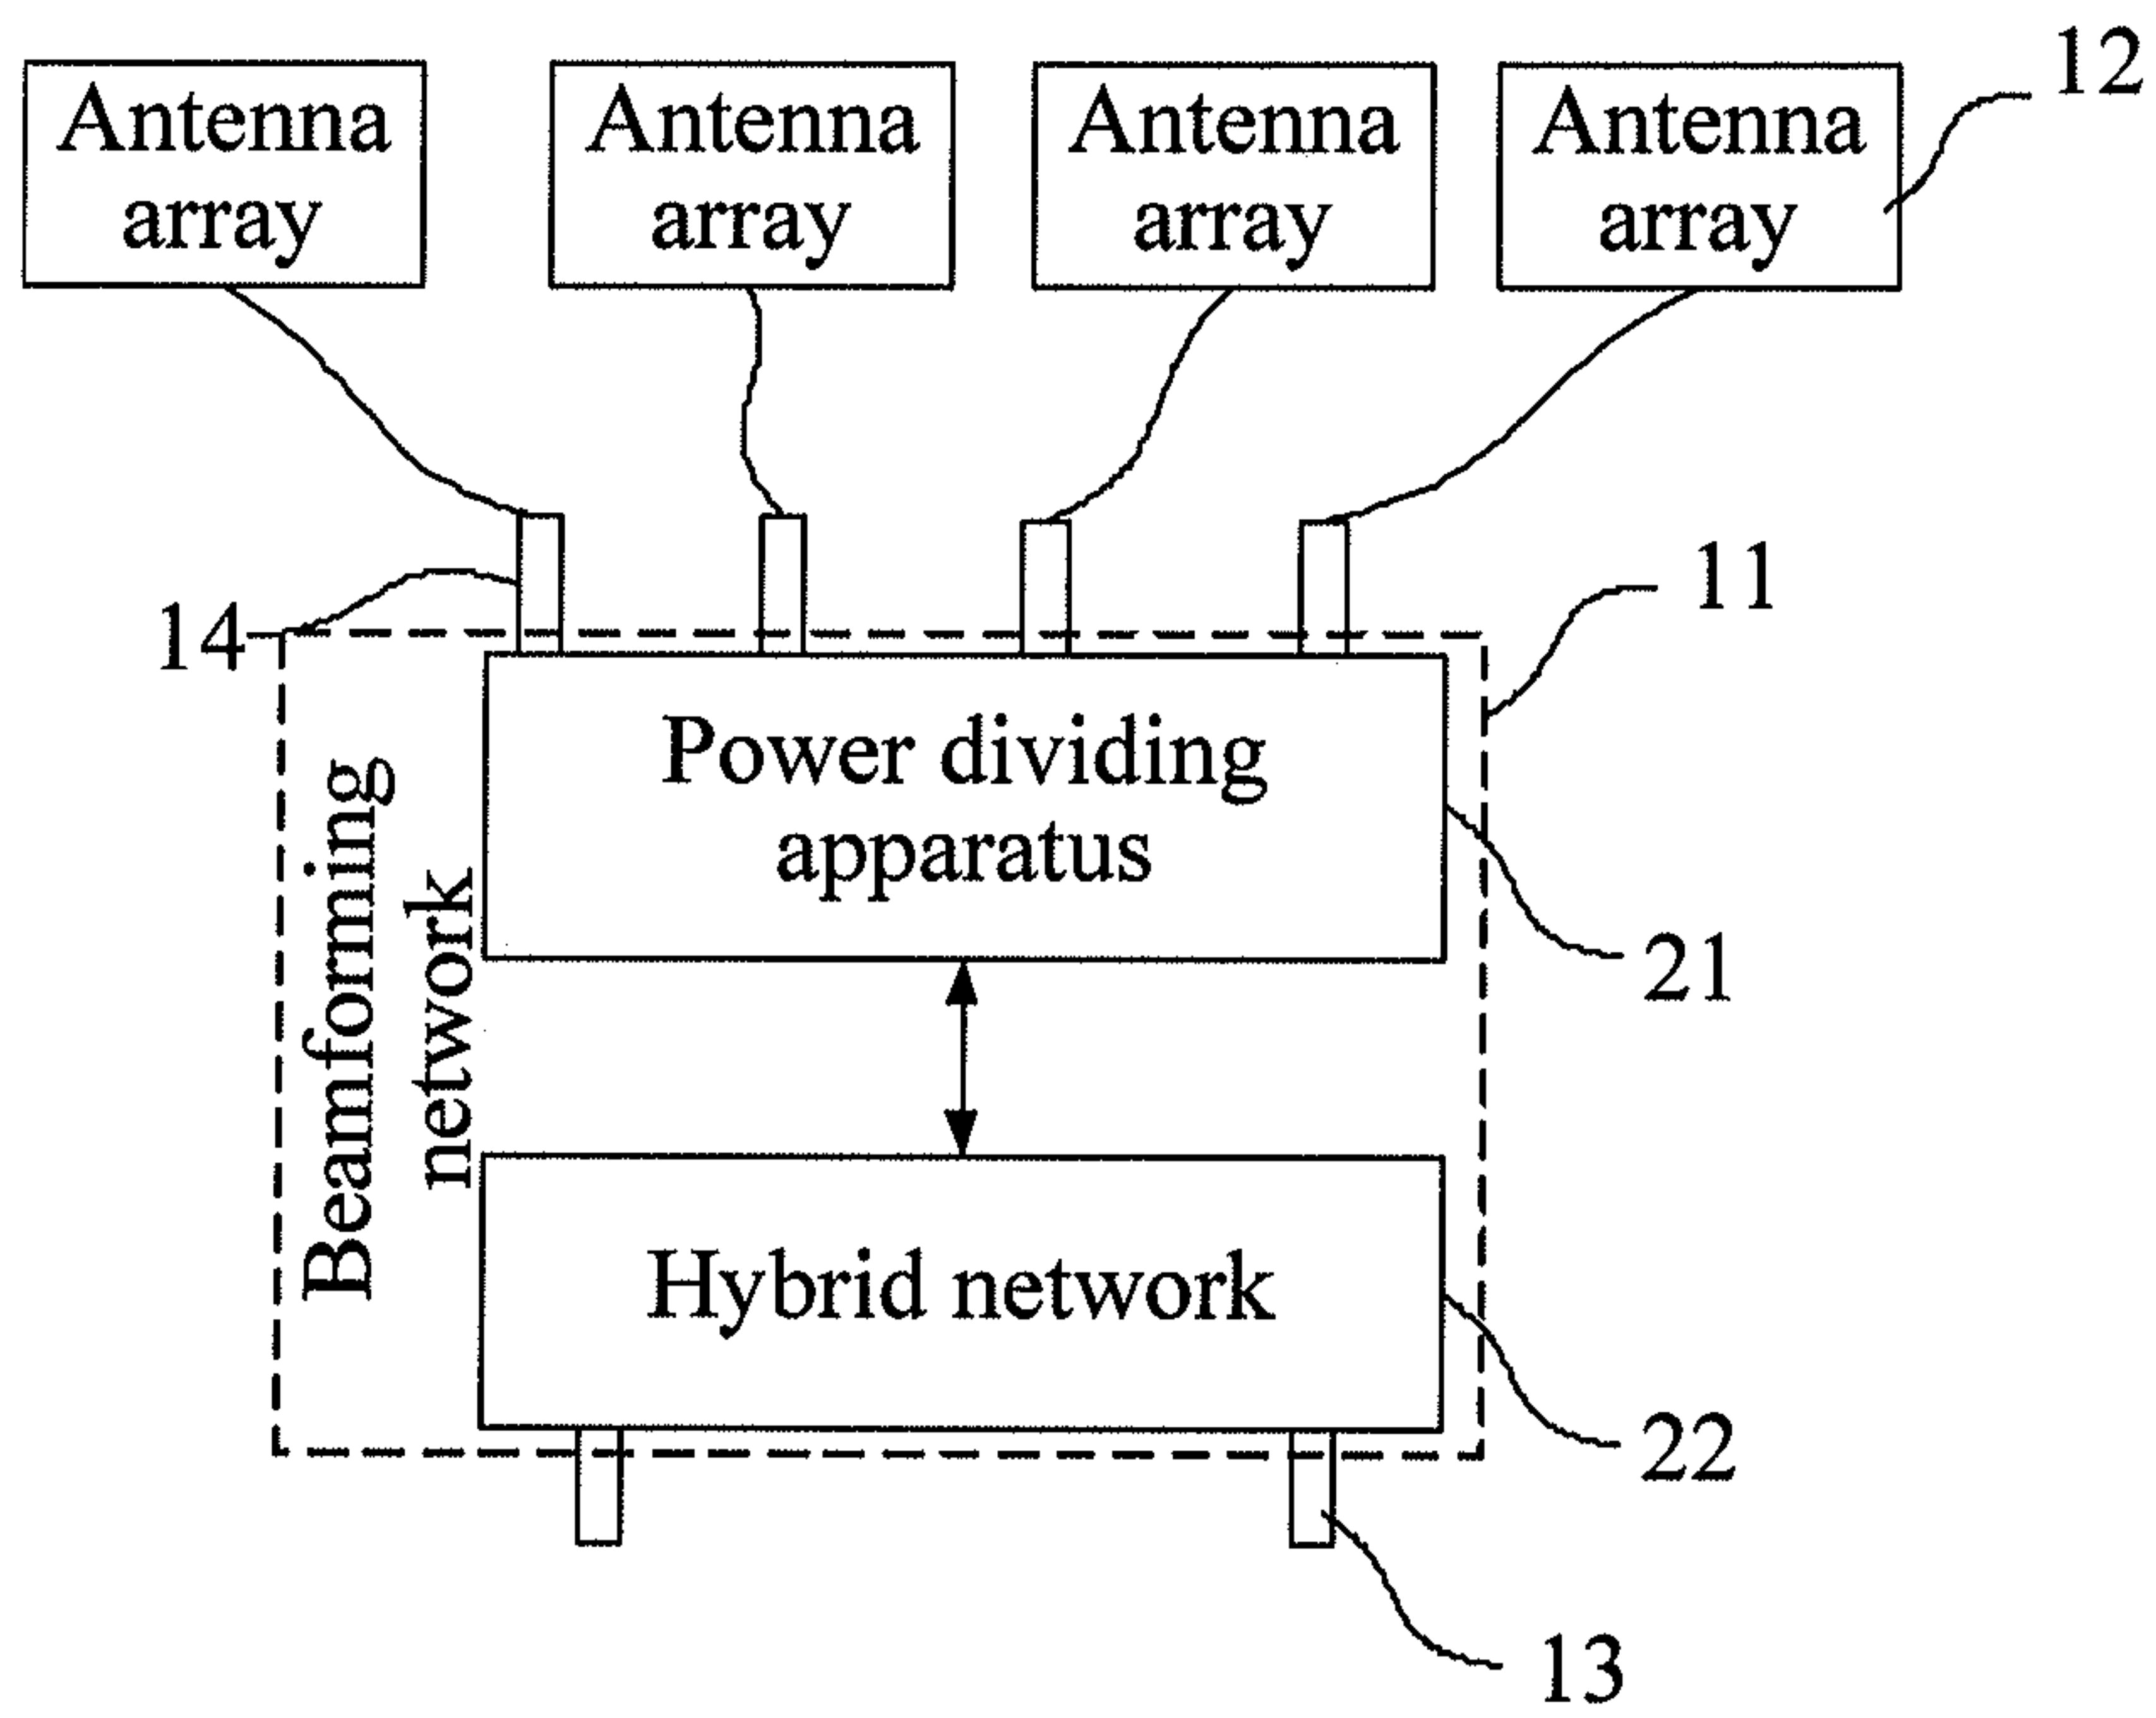 12
Antenna
array
Antenna
array
Antenna
array
Antenna
array
11
14
Power dividing
apparatus
Beamforming
network
21
Hybrid network
22
13